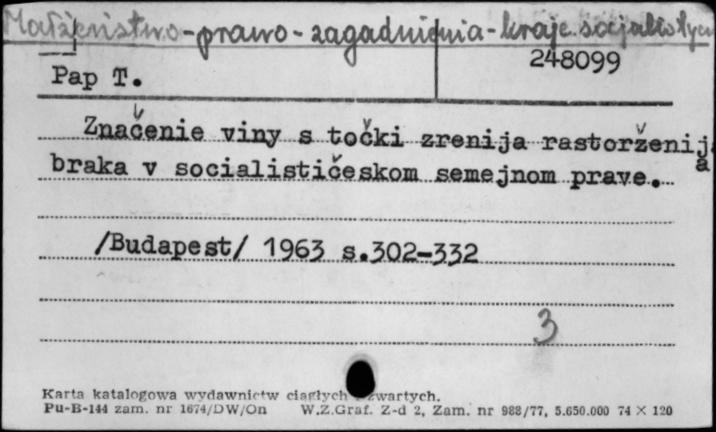 Małżeństwo-prawo-zagadnienia-kraje socjalistycz
248099
Pap T.
Značenie viny s točki zrenija rastorženija
braka v socialističeskom semejnom prave.
/Budapest/ 1963 s.302-332
3
Karta katalogowa wydawnictw ciągłych zwartych.
Pu-B-144 zam. nr 1674/DW/On W.Z.Graf. Z-d 2, Zam. nr 988/77, 5.650.000 74 × 120